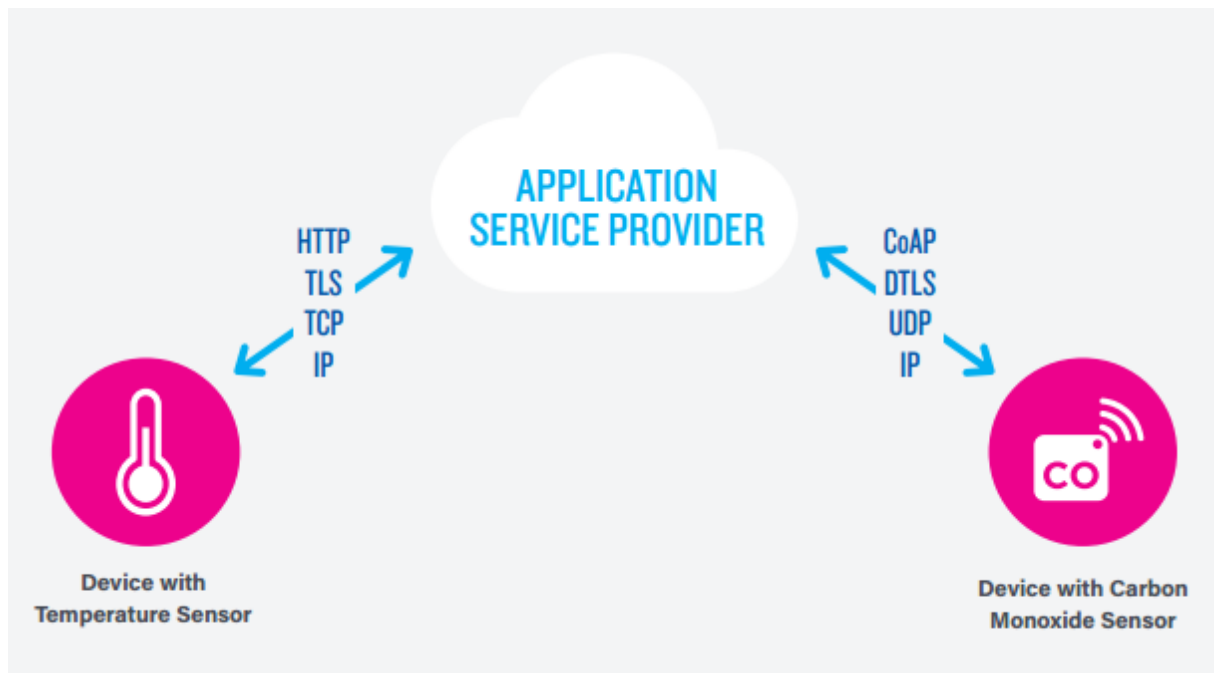 APPLICATION
SERVICE PROVIDER
HTTP
TLS
TCP
IP
CoAP
DTLS
UDP
IP
CO
Device with
Temperature Sensor
Device with Carbon
Monoxide Sensor